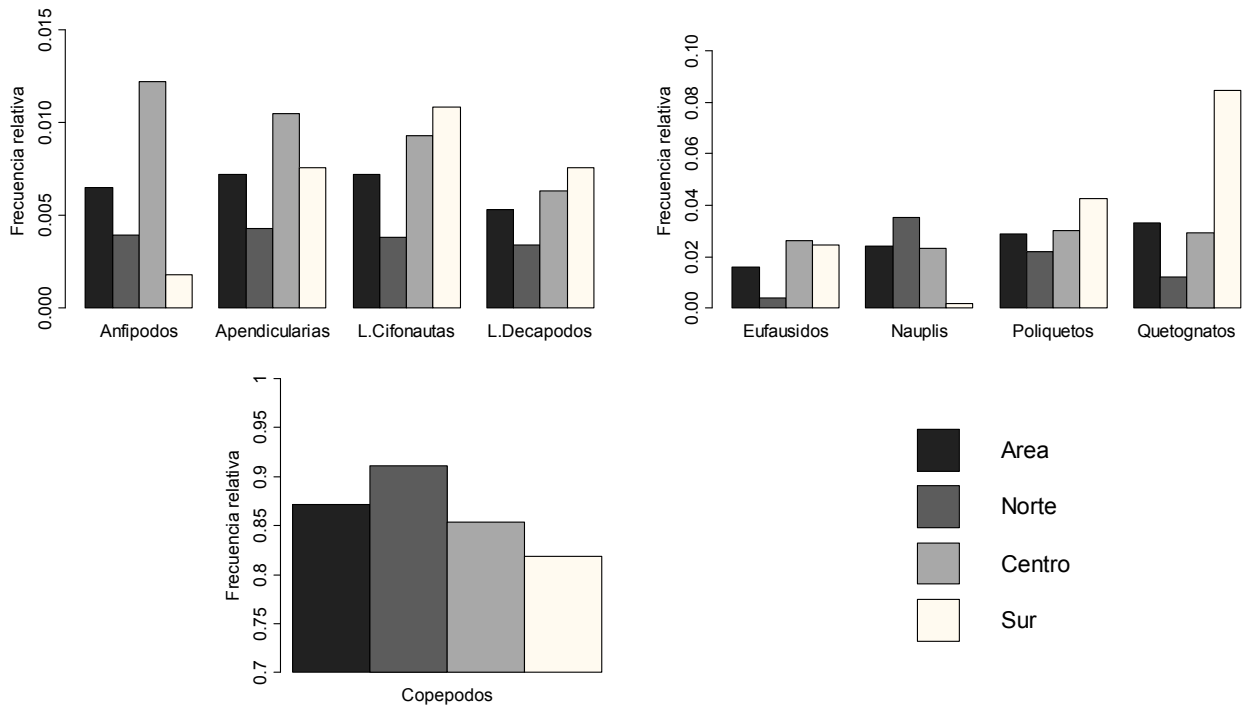 Frecuencia relativa
0.015
0.010
0.005
0.000
Anfipodos Apendicularias L.Cifonautas L.Decapodos
Frecuencia relativa
0.10
0.08
0.06
0.04
0.02
0.00
Eufausidos Nauplis Poliquetos Quetognatos
Frecuencia relativa
1
0.95
0.9
0.85
0.8
0.75
0.7
Copepodos
Area
Norte
Centro
Sur